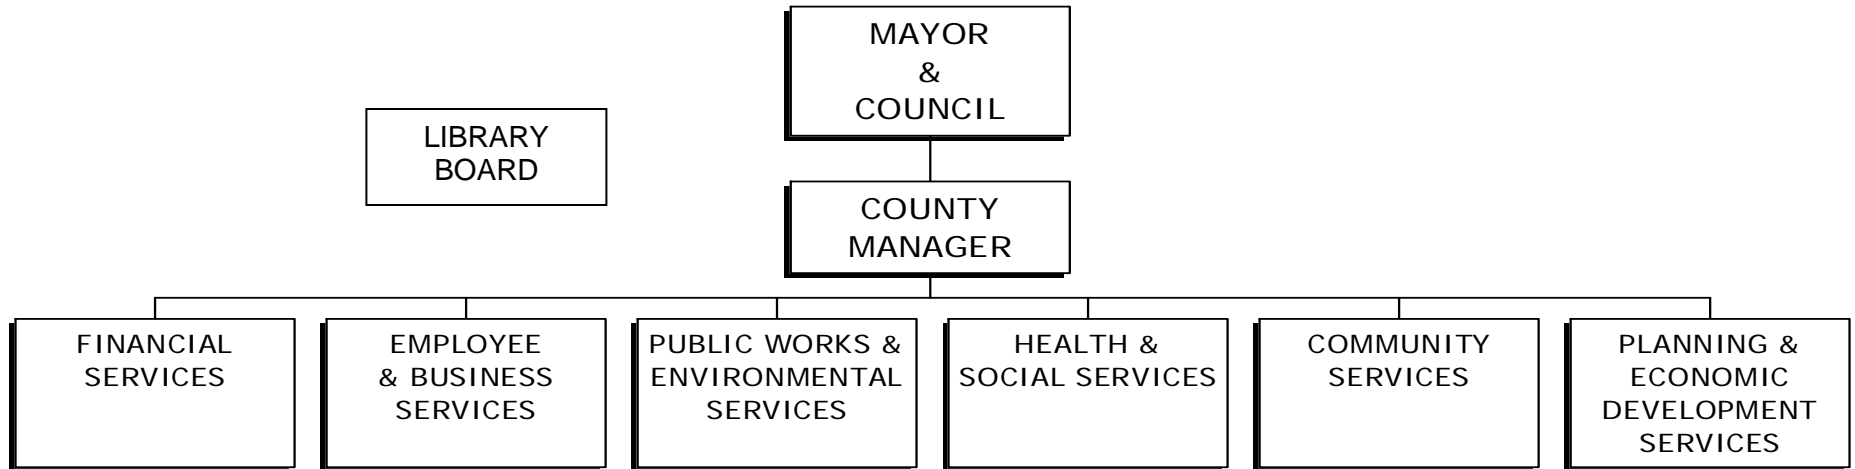 MAYOR
&
COUNCIL
LIBRARY
BOARD
COUNTY
MANAGER
FINANCIAL
SERVICES
EMPLOYEE
& BUSINESS
SERVICES
PUBLIC WORKS &
ENVIRONMENTAL
SERVICES
HEALTH &
SOCIAL SERVICES
COMMUNITY
SERVICES
PLANNING &
ECONOMIC
DEVELOPMENT
SERVICES